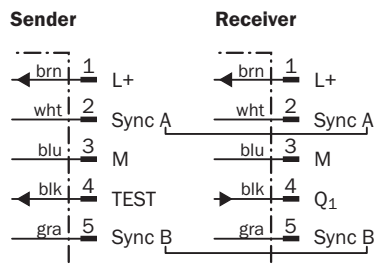 Sender Receiver
brn 1 L+ brn 1 L+
wht 2 Sync A wht 2 Sync A
blu 3 M blu 3 M
blk 4 TEST blk 4 Q1
gra 5 Sync B gra 5 Sync B